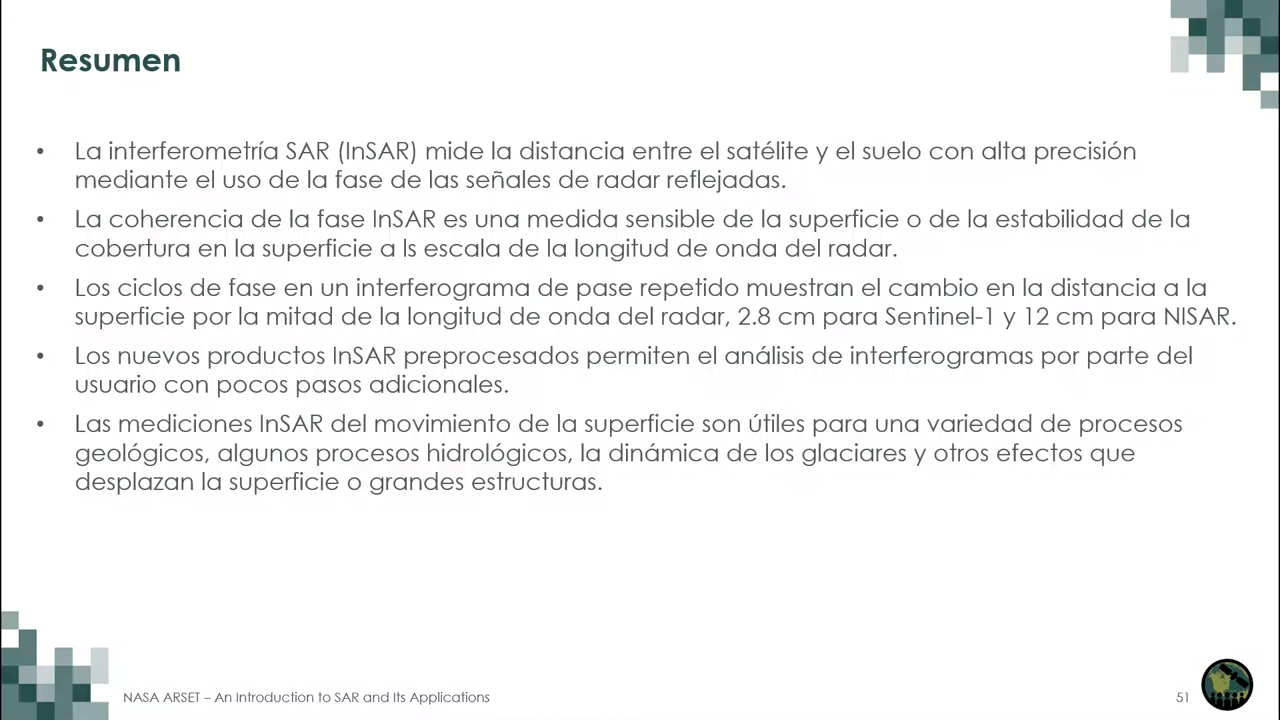 Resumen
• La interferometría SAR (InSAR) mide la distancia entre el satélite y el suelo con alta precisión
mediante el uso de la fase de las señales de radar reflejadas.
• La coherencia de la fase InSAR es una medida sensible de la superficie o de la estabilidad de la
cobertura en la superficie a ls escala de la longitud de onda del radar.
• Los ciclos de fase en un interferograma de pase repetido muestran el cambio en la distancia a la
superficie por la mitad de la longitud de onda del radar, 2.8 cm para Sentinel-1 y 12 cm para NISAR.
• Los nuevos productos InSAR preprocesados permiten el análisis de interferogramas por parte del
usuario con pocos pasos adicionales.
• Las mediciones InSAR del movimiento de la superficie son útiles para una variedad de procesos
geológicos, algunos procesos hidrológicos, la dinámica de los glaciares y otros efectos que
desplazan la superficie o grandes estructuras.
NASA ARSET – An Introduction to SAR and Its Applications
51